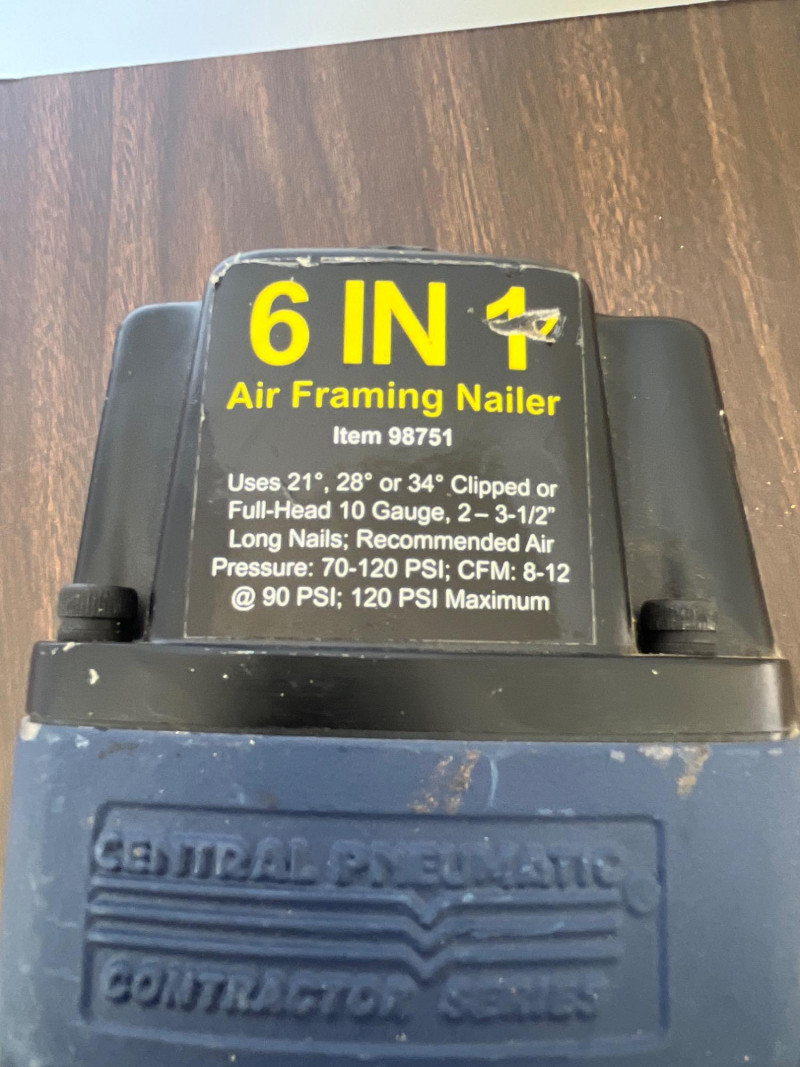 6 IN 1
Air Framing Nailer
Item 98751
Uses 21°, 28° or 34° Clipped or
Full-Head 10 Gauge, 2 – 3-1/2"
Long Nails; Recommended Air
Pressure: 70-120 PSI; CFM: 8-12
@ 90 PSI; 120 PSI Maximum
CENTRAL PNEUMATIC
CONTRACTOR SERIES